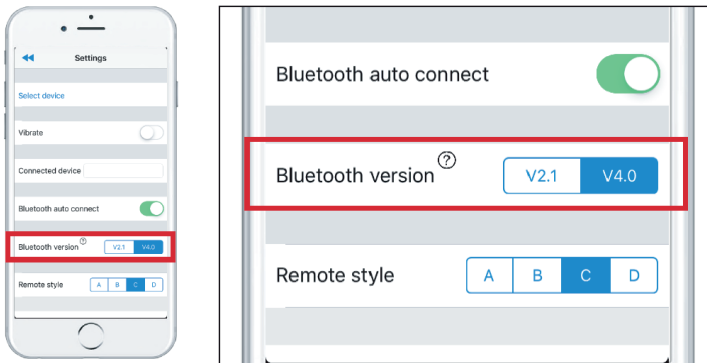 Settings
Select device
Vibrate
Connected device
Bluetooth auto connect
Bluetooth version ? V2.1 V4.0
Remote style A B C D
Bluetooth auto connect
Bluetooth version ? V2.1 V4.0
Remote style A B C D